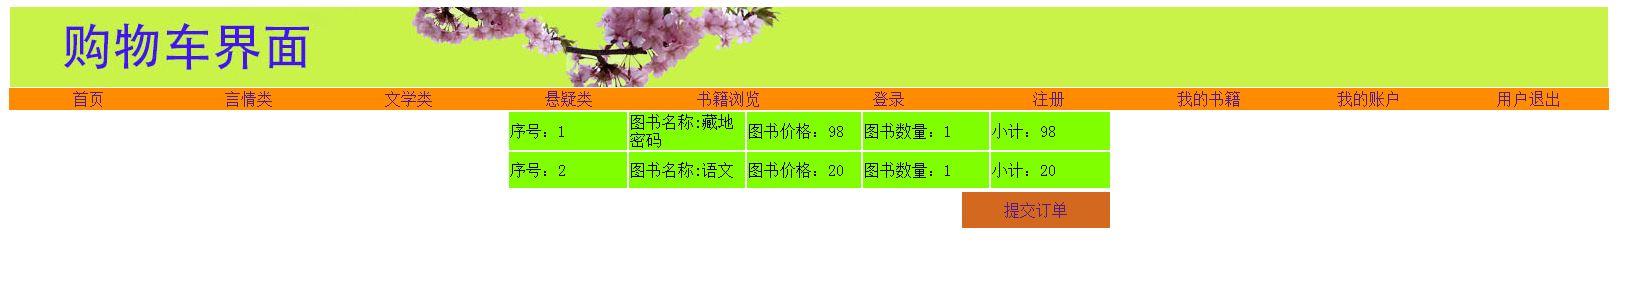 购物车界面
首页 言情类 文学类 悬疑类 书籍浏览 登录 注册 我的书籍 我的账户 用户退出
序号：1 图书名称:藏地密码 图书价格：98 图书数量：1 小计：98
序号：2 图书名称:语文 图书价格：20 图书数量：1 小计：20
提交订单